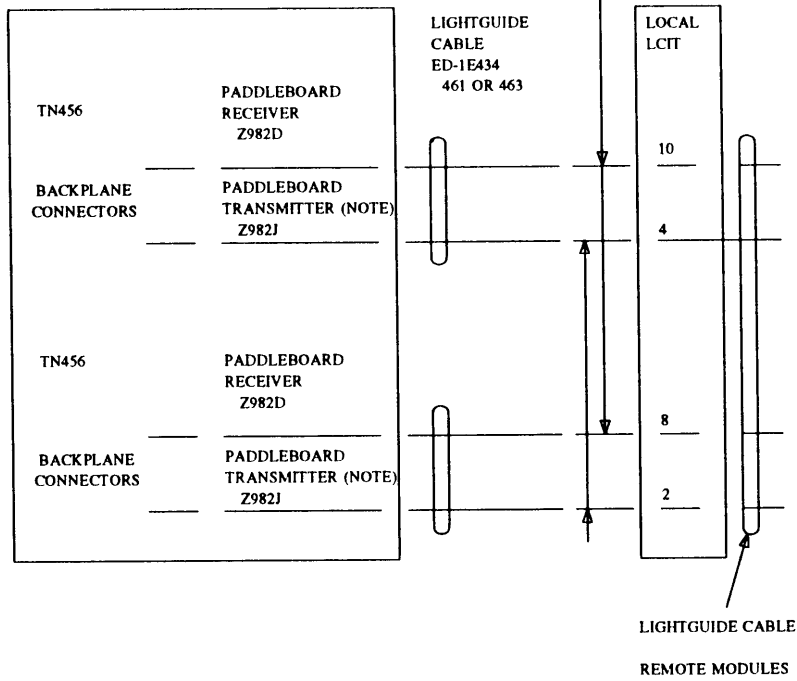 LIGHTGUIDE
CABLE
ED-1E434
461 OR 463
LOCAL
LCIT
TN456
PADDLEBOARD
RECEIVER
Z982D
10
BACKPLANE
CONNECTORS
PADDLEBOARD
TRANSMITTER (NOTE)
Z982J
4
TN456
PADDLEBOARD
RECEIVER
Z982D
8
BACKPLANE
CONNECTORS
PADDLEBOARD
TRANSMITTER (NOTE)
Z982J
2
LIGHTGUIDE CABLE
REMOTE MODULES